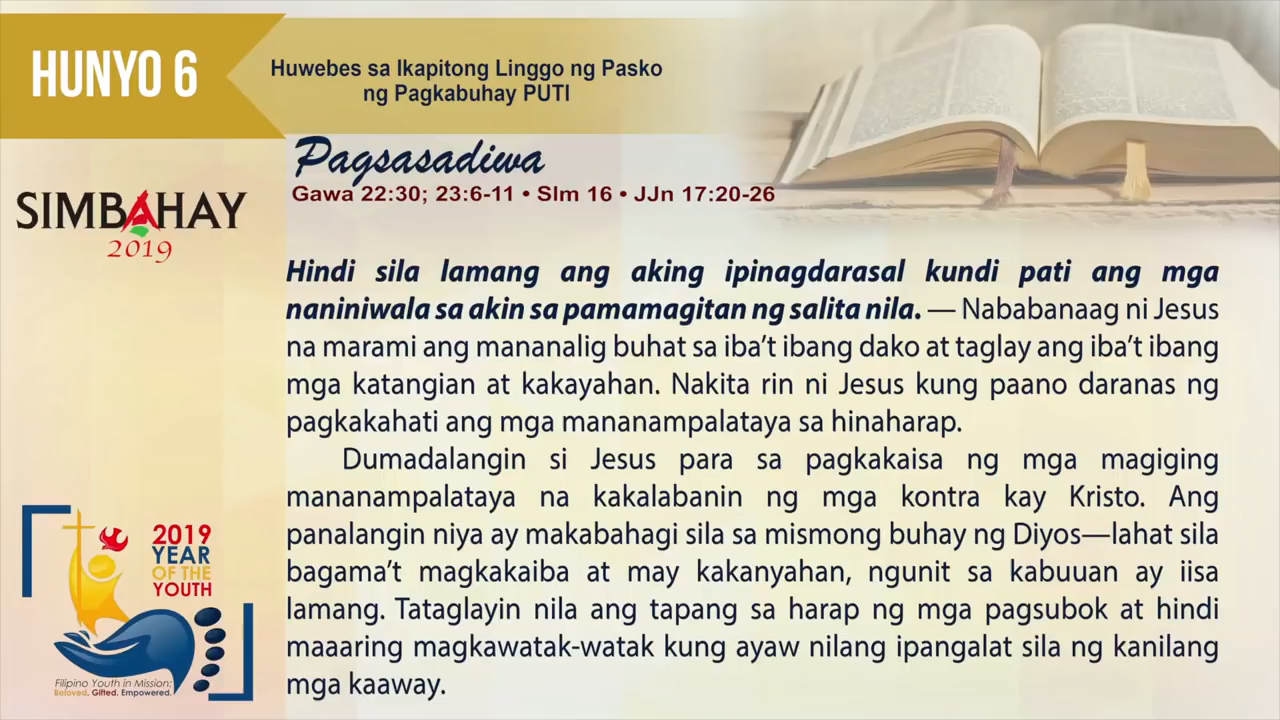 HUNYO 6
Huwebes sa Ikapitong Linggo ng Pasko
ng Pagkabuhay PUTI
Pagsasadiwa
Gawa 22:30; 23:6-11 • Slm 16 • JJn 17:20-26
SIMBAHAY
2019
Hindi sila lamang ang aking ipinagdarasal kundi pati ang mga
naniniwala sa akin sa pamamagitan ng salita nila. — Nababanaag ni Jesus
na marami ang mananalig buhat sa iba’t ibang dako at taglay ang iba’t ibang
mga katangian at kakayahan. Nakita rin ni Jesus kung paano daranas ng
pagkakahati ang mga mananampalataya sa hinaharap.
Dumadalangin si Jesus para sa pagkakaisa ng mga magiging
mananampalataya na kakalabanin ng mga kontra kay Kristo. Ang
panalangin niya ay makabahagi sila sa mismong buhay ng Diyos—lahat sila
bagama’t magkakaiba at may kakanyahan, ngunit sa kabuuan ay iisa
lamang. Tataglayin nila ang tapang sa harap ng mga pagsubok at hindi
maaaring magkawatak-watak kung ayaw nilang ipangalat sila ng kanilang
mga kaaway.
2019
YEAR
OF THE
YOUTH
Filipino Youth in Mission:
Beloved. Gifted. Empowered.